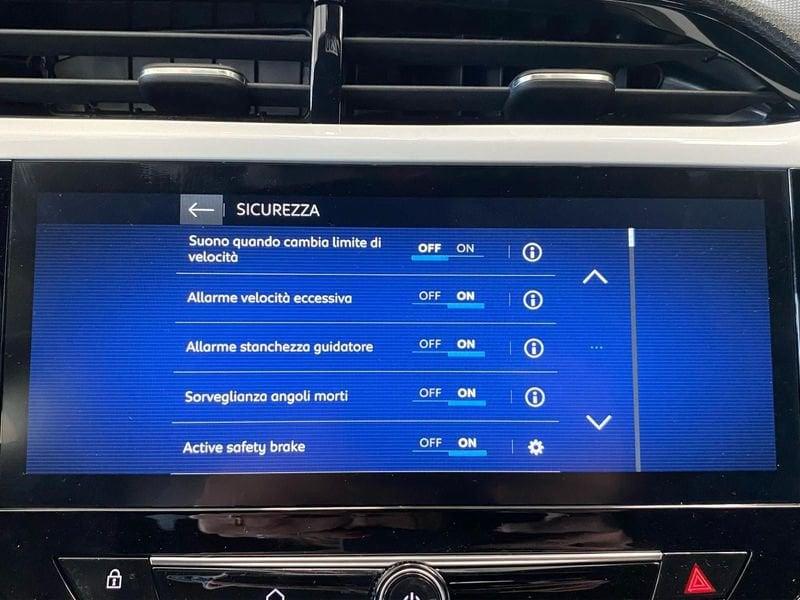 SICUREZZA
Suono quando cambia limite di
velocità
OFF ON
Allarme velocità eccessiva
OFF ON
Allarme stanchezza guidatore
OFF ON
Sorveglianza angoli morti
OFF ON
Active safety brake
OFF ON